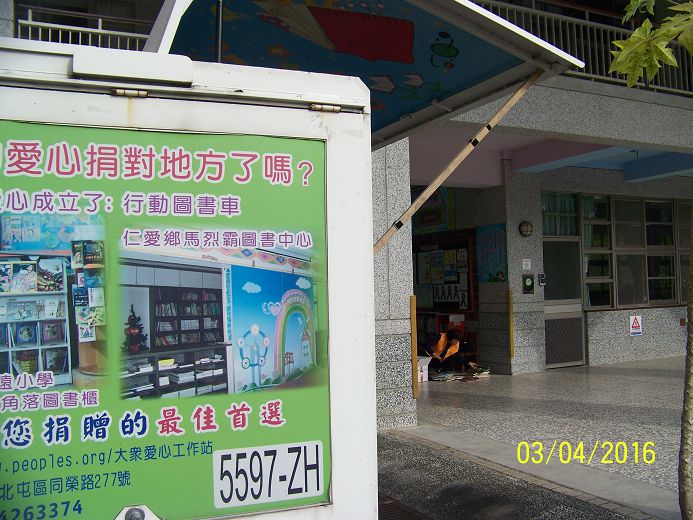 愛心捐對地方了嗎?
心成立了: 行動圖書車
仁愛鄉馬烈霸圖書中心
遠小學
角落圖書櫃
您捐贈的最佳首選
.peoples.org/大衆愛心工作站
北屯區同榮路277號
4263374
5597-ZH
03/04/2016